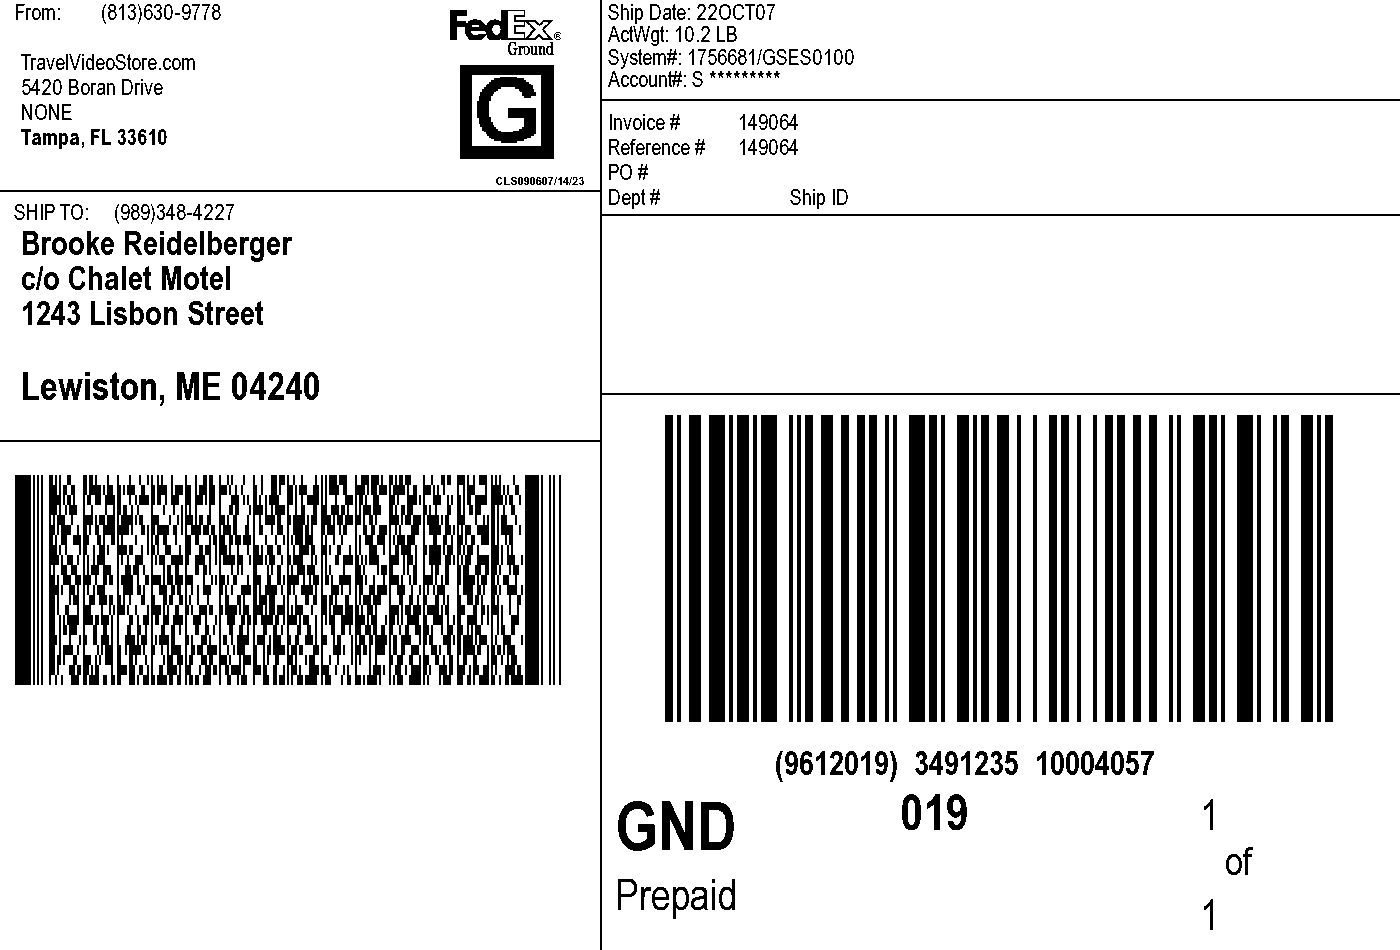 From: (813)630-9778
TravelVideoStore.com
5420 Boran Drive
NONE
Tampa, FL 33610
FedEx®
Ground
G
CLS090607/14/23
SHIP TO: (989)348-4227
Brooke Reidelberger
c/o Chalet Motel
1243 Lisbon Street
Lewiston, ME 04240
Ship Date: 22OCT07
ActWgt: 10.2 LB
System#: 1756681/GSES0100
Account#: S *********
Invoice # 149064
Reference # 149064
PO #
Dept # Ship ID
(9612019) 3491235 10004057
GND 019 1
of
Prepaid 1